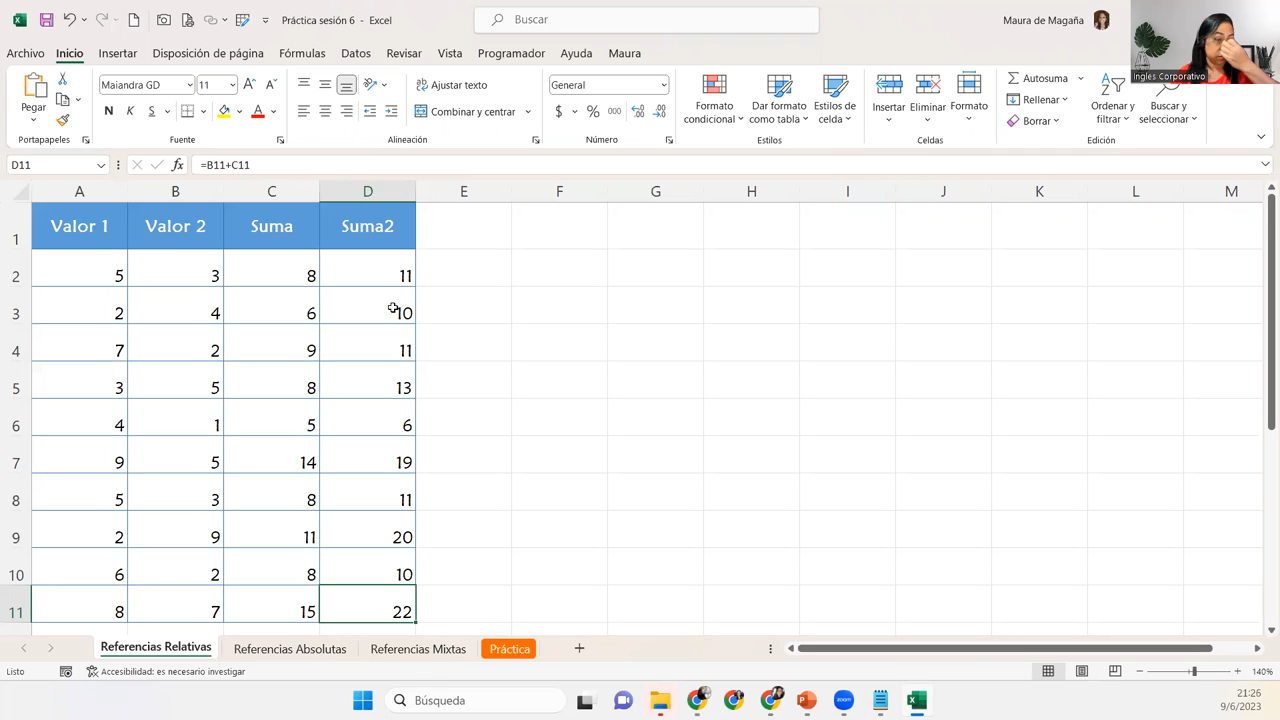 Práctica sesión 6 - Excel
Buscar
Maura de Magaña
Archivo Inicio Insertar Disposición de página Fórmulas Datos Revisar Vista Programador Ayuda Maura
Ingles Corporativo
Pegar
Portapapeles
Maiandra GD 11
N K S
Fuente
Ajustar texto
Combinar y centrar
Alineación
General
$ % 000
Número
Formato condicional
Dar formato como tabla
Estilos de celda
Estilos
Insertar Eliminar Formato
Celdas
Autosuma
Rellenar
Borrar
Ordenar y filtrar
Buscar y seleccionar
Edición
D11 fx =B11+C11
A B C D E F G H I J K L M
1 Valor 1 Valor 2 Suma Suma2
2 5 3 8 11
3 2 4 6 10
4 7 2 9 11
5 3 5 8 13
6 4 1 5 6
7 9 5 14 19
8 5 3 8 11
9 2 9 11 20
10 6 2 8 10
11 8 7 15 22
Referencias Relativas Referencias Absolutas Referencias Mixtas Práctica
Listo Accesibilidad: es necesario investigar 140%
Búsqueda
zoom
21:26
9/6/2023